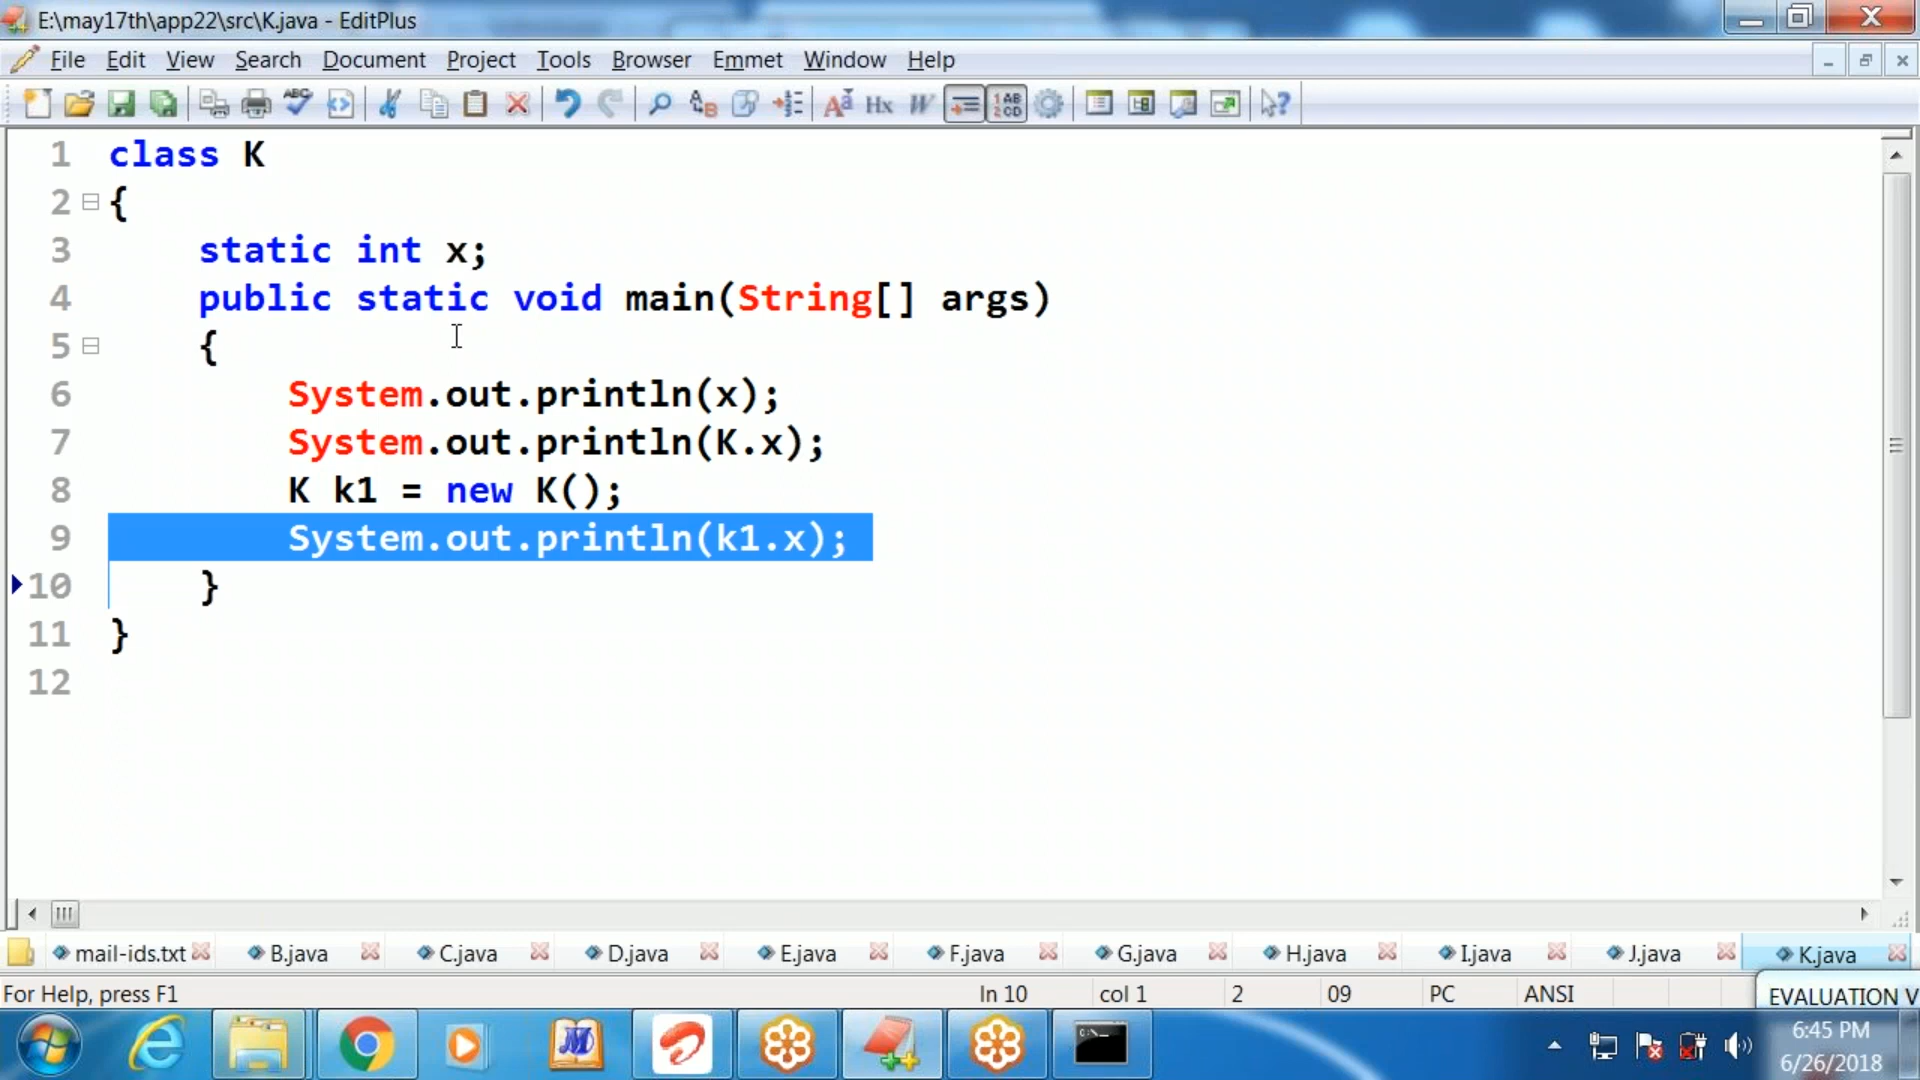 E:\may17th\app22\src\K.java - EditPlus
File Edit View Search Document Project Tools Browser Emmet Window Help
1 class K
2 {
3 static int x;
4 public static void main(String[] args)
5 {
6 System.out.println(x);
7 System.out.println(K.x);
8 K k1 = new K();
9 System.out.println(k1.x);
10 }
11 }
12
mail-ids.txt B.java C.java D.java E.java F.java G.java H.java I.java J.java K.java
For Help, press F1 ln 10 col 1 2 09 PC ANSI EVALUATION V
6:45 PM
6/26/2018